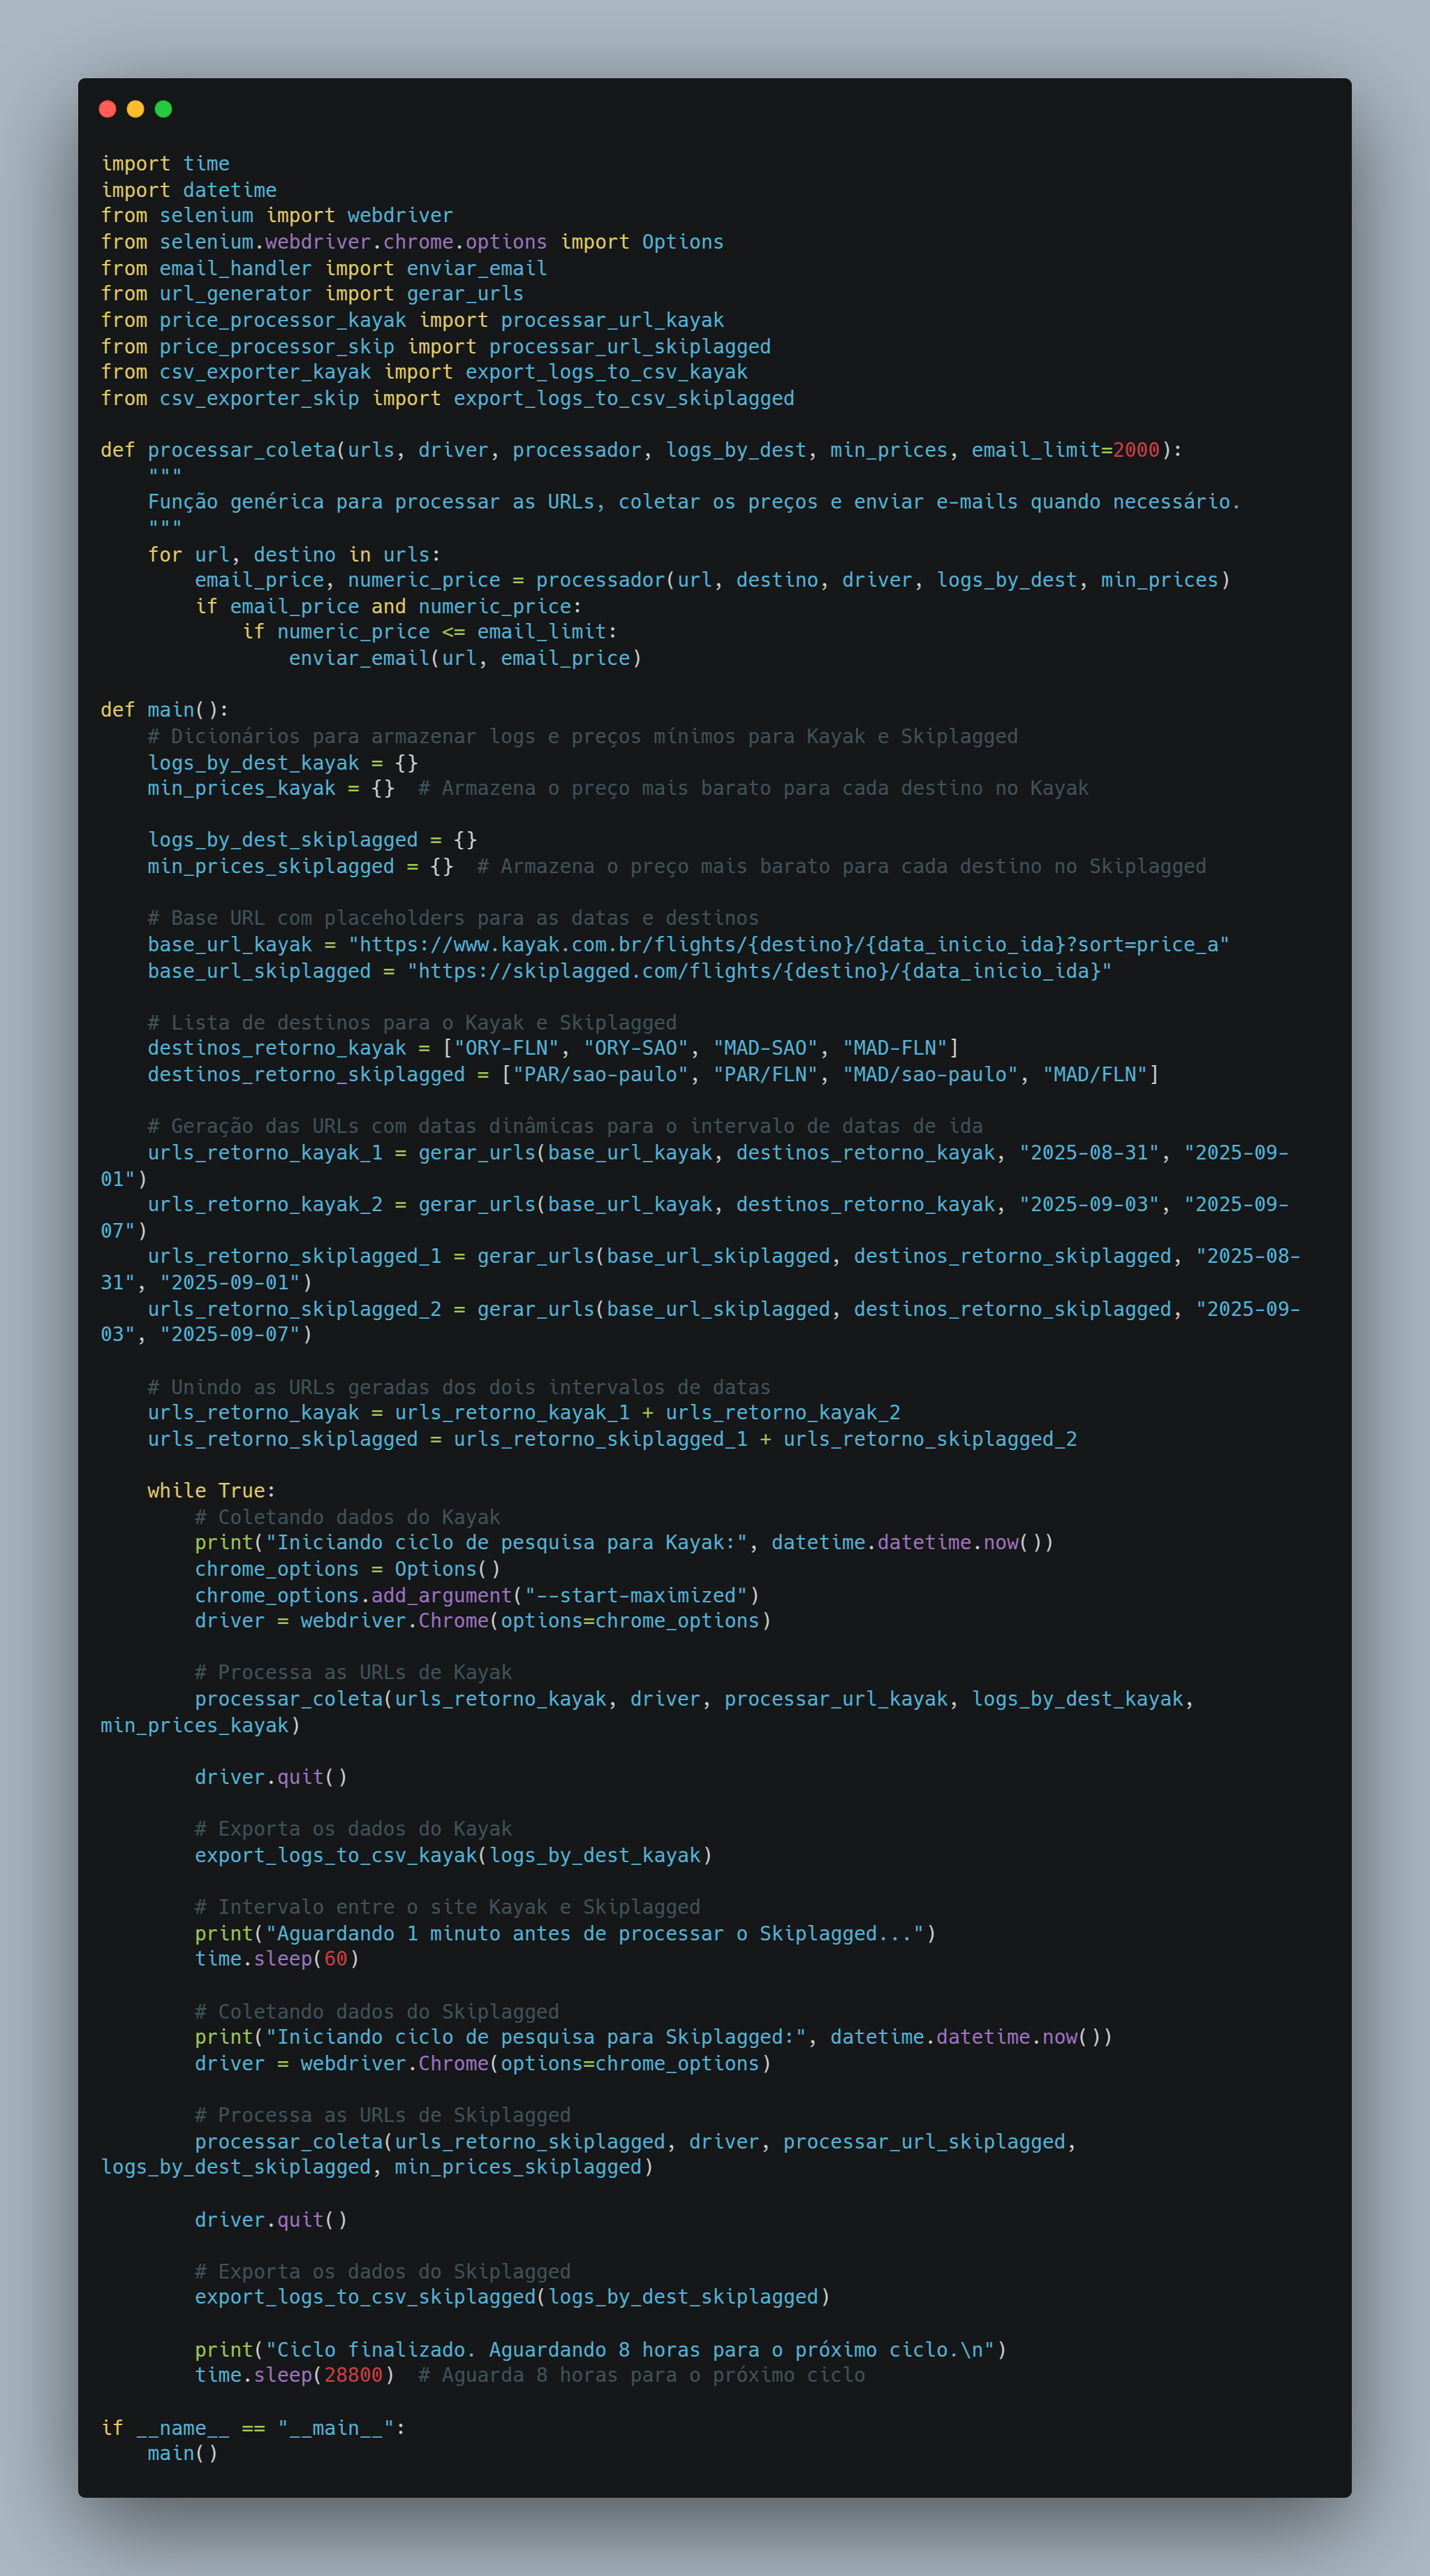 import time
import datetime
from selenium import webdriver
from selenium.webdriver.chrome.options import Options
from email_handler import enviar_email
from url_generator import gerar_urls
from price_processor_kayak import processar_url_kayak
from price_processor_skip import processar_url_skiplagged
from csv_exporter_kayak import export_logs_to_csv_kayak
from csv_exporter_skip import export_logs_to_csv_skiplagged

def processar_coleta(urls, driver, processador, logs_by_dest, min_prices, email_limit=2000):
    """
    Função genérica para processar as URLs, coletar os preços e enviar e-mails quando necessário.
    """
    for url, destino in urls:
        email_price, numeric_price = processador(url, destino, driver, logs_by_dest, min_prices)
        if email_price and numeric_price:
            if numeric_price <= email_limit:
                enviar_email(url, email_price)

def main():
    # Dicionários para armazenar logs e preços mínimos para Kayak e Skiplagged
    logs_by_dest_kayak = {}
    min_prices_kayak = {}  # Armazena o preço mais barato para cada destino no Kayak

    logs_by_dest_skiplagged = {}
    min_prices_skiplagged = {}  # Armazena o preço mais barato para cada destino no Skiplagged

    # Base URL com placeholders para as datas e destinos
    base_url_kayak = "https://www.kayak.com.br/flights/{destino}/{data_inicio_ida}?sort=price_a"
    base_url_skiplagged = "https://skiplagged.com/flights/{destino}/{data_inicio_ida}"

    # Lista de destinos para o Kayak e Skiplagged
    destinos_retorno_kayak = ["ORY-FLN", "ORY-SAO", "MAD-SAO", "MAD-FLN"]
    destinos_retorno_skiplagged = ["PAR/sao-paulo", "PAR/FLN", "MAD/sao-paulo", "MAD/FLN"]

    # Geração das URLs com datas dinâmicas para o intervalo de datas de ida
    urls_retorno_kayak_1 = gerar_urls(base_url_kayak, destinos_retorno_kayak, "2025-08-31", "2025-09-
01")
    urls_retorno_kayak_2 = gerar_urls(base_url_kayak, destinos_retorno_kayak, "2025-09-03", "2025-09-
07")
    urls_retorno_skiplagged_1 = gerar_urls(base_url_skiplagged, destinos_retorno_skiplagged, "2025-08-
31", "2025-09-01")
    urls_retorno_skiplagged_2 = gerar_urls(base_url_skiplagged, destinos_retorno_skiplagged, "2025-09-
03", "2025-09-07")

    # Unindo as URLs geradas dos dois intervalos de datas
    urls_retorno_kayak = urls_retorno_kayak_1 + urls_retorno_kayak_2
    urls_retorno_skiplagged = urls_retorno_skiplagged_1 + urls_retorno_skiplagged_2

    while True:
        # Coletando dados do Kayak
        print("Iniciando ciclo de pesquisa para Kayak:", datetime.datetime.now())
        chrome_options = Options()
        chrome_options.add_argument("--start-maximized")
        driver = webdriver.Chrome(options=chrome_options)

        # Processa as URLs de Kayak
        processar_coleta(urls_retorno_kayak, driver, processar_url_kayak, logs_by_dest_kayak,
min_prices_kayak)

        driver.quit()

        # Exporta os dados do Kayak
        export_logs_to_csv_kayak(logs_by_dest_kayak)

        # Intervalo entre o site Kayak e Skiplagged
        print("Aguardando 1 minuto antes de processar o Skiplagged...")
        time.sleep(60)

        # Coletando dados do Skiplagged
        print("Iniciando ciclo de pesquisa para Skiplagged:", datetime.datetime.now())
        driver = webdriver.Chrome(options=chrome_options)

        # Processa as URLs de Skiplagged
        processar_coleta(urls_retorno_skiplagged, driver, processar_url_skiplagged,
logs_by_dest_skiplagged, min_prices_skiplagged)

        driver.quit()

        # Exporta os dados do Skiplagged
        export_logs_to_csv_skiplagged(logs_by_dest_skiplagged)

        print("Ciclo finalizado. Aguardando 8 horas para o próximo ciclo.\n")
        time.sleep(28800)  # Aguarda 8 horas para o próximo ciclo

if __name__ == "__main__":
    main()